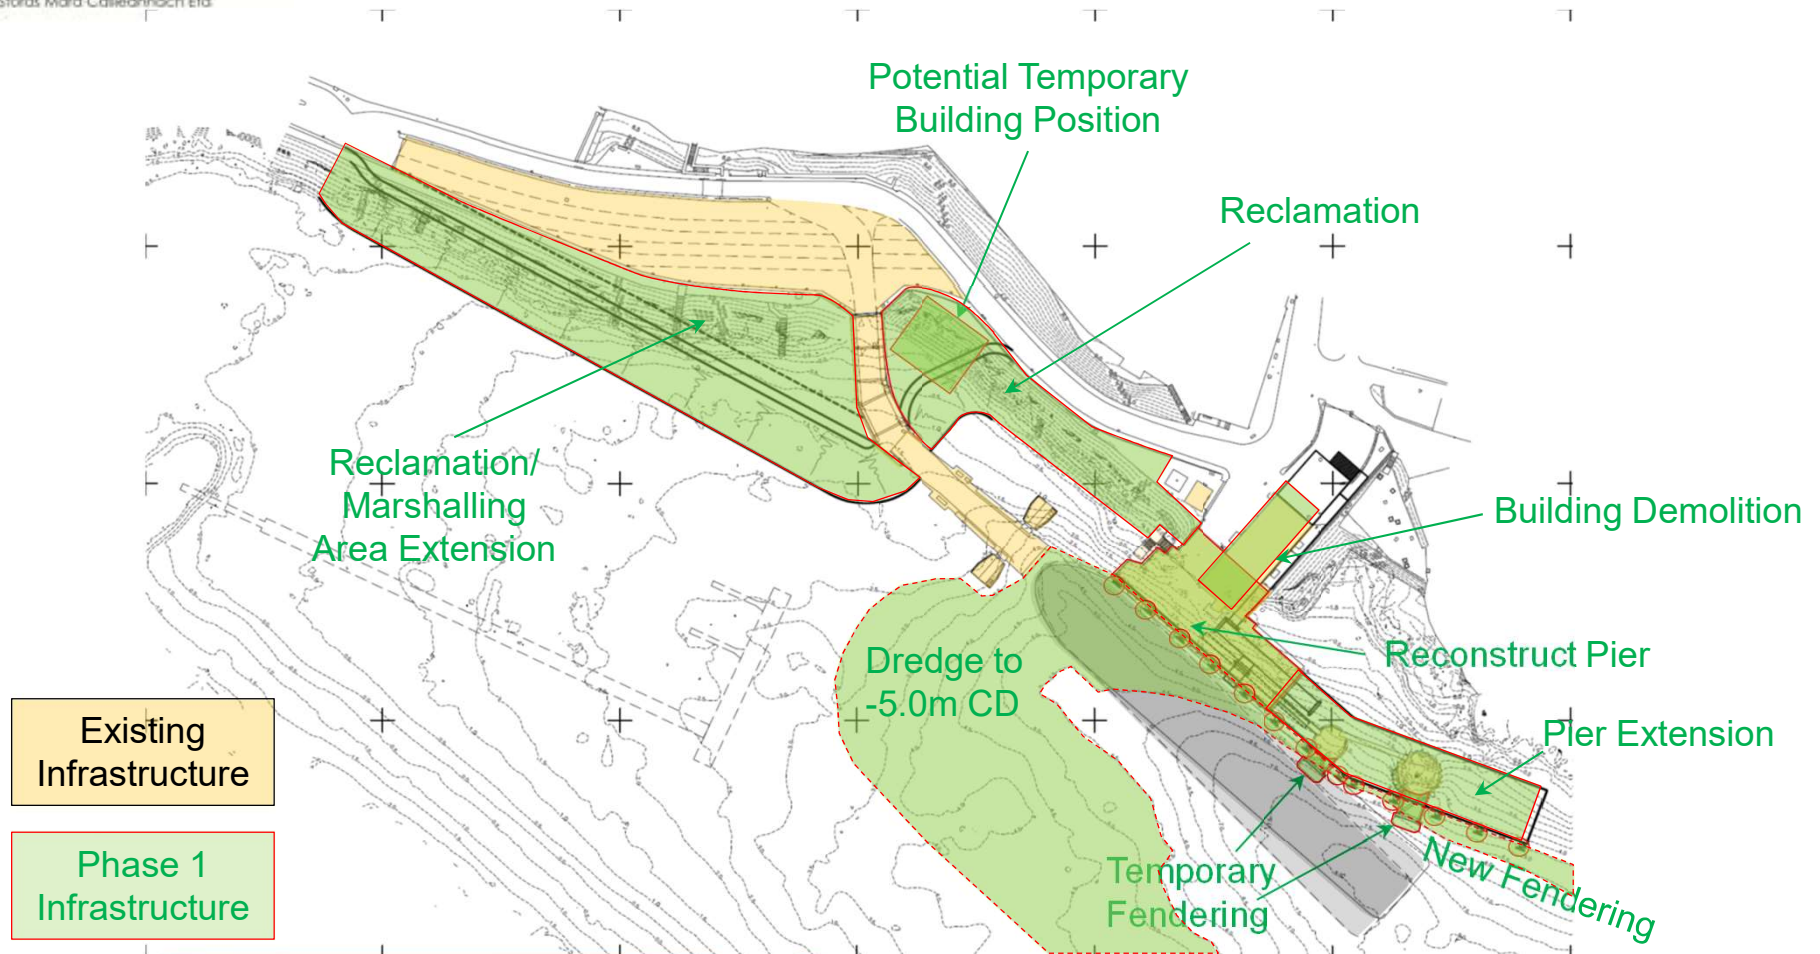 Potential Temporary
Building Position
Reclamation
Reclamation/
Marshalling
Area Extension
Building Demolition
Dredge to
-5.0m CD
Reconstruct Pier
Pier Extension
Existing
Infrastructure
Phase 1
Infrastructure
Temporary
Fendering
New Fendering